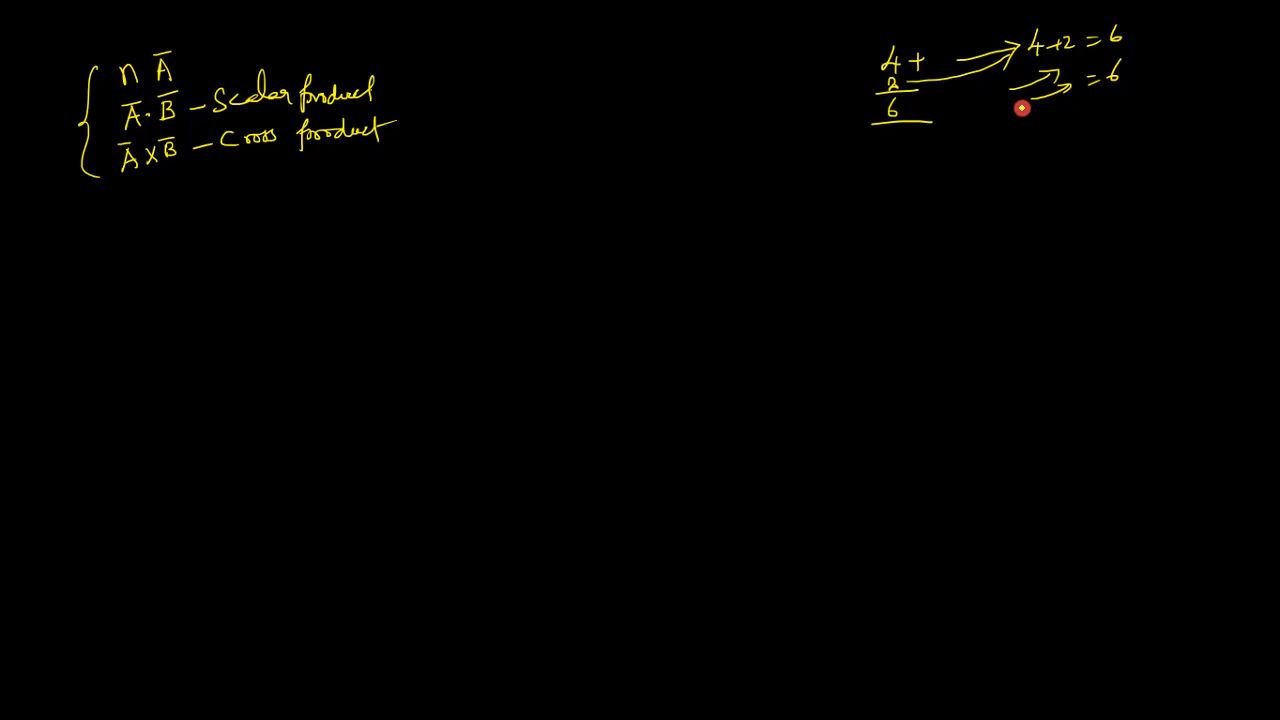 n A̅
A̅ · B̅ – Scalar product
A̅ × B̅ – Cross product
4 +
2
6
4 + 2 = 6
= 6